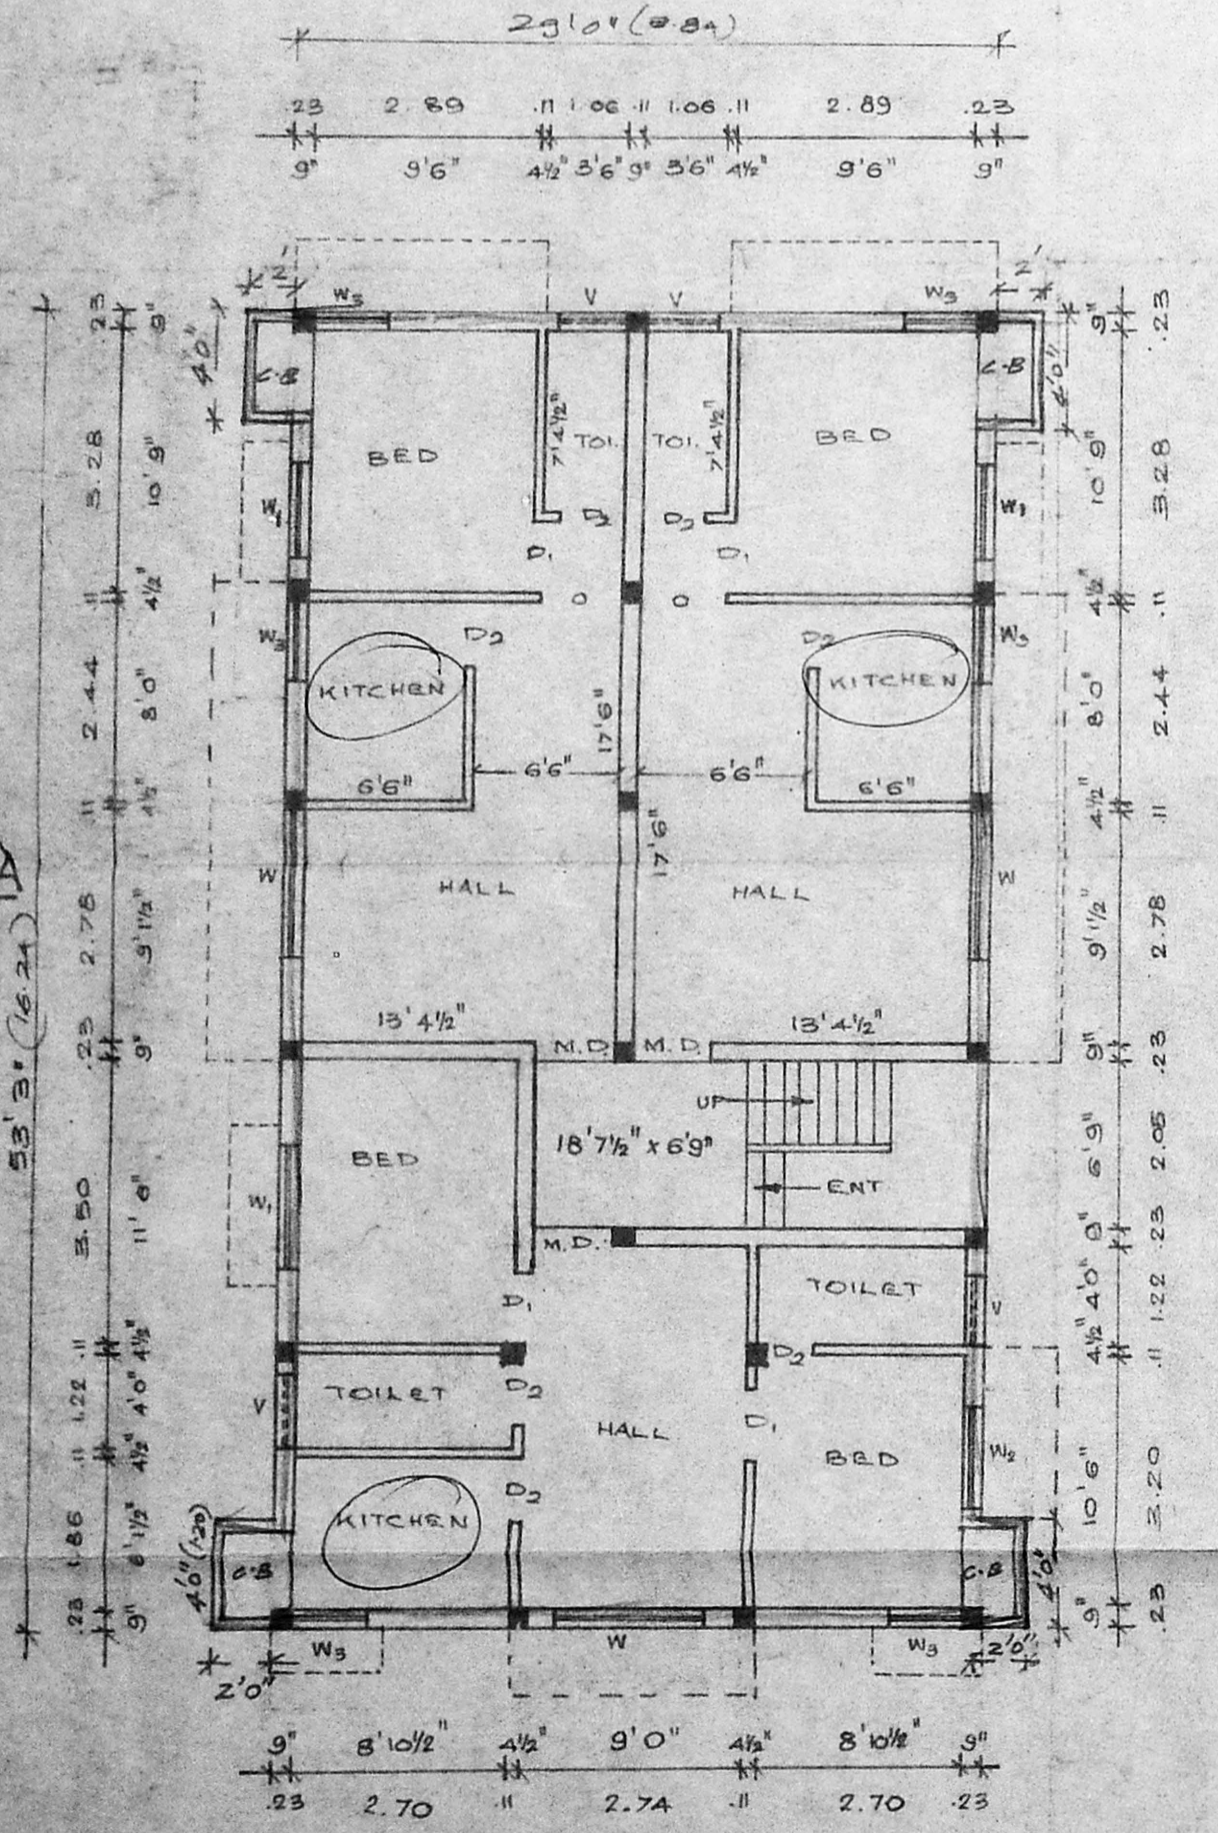 29'0" (8.84)
.23 2.89 .11 1.06 .11 1.06 .11 2.89 .23
9" 9'6" 4½" 3'6" 9" 3'6" 4½" 9'6" 9"
2' W3 V V W3 2'
4'0" C.B C.B 4'0"
BED 7'4½" TOI. TOI. 7'4½" BED
W1 D2 D2 W1
D1 D1
O O
W3 D2 D2 W3
KITCHEN KITCHEN
17'6"
6'6" 6'6" 6'6" 6'6"
17'6"
W HALL HALL W
13'4½" 13'4½"
M.D. M.D.
UP
BED 18'7½" x 6'9"
W1 ENT
M.D.
TOILET
D1 V
D2
TOILET D2
V HALL D1
BED W2
D2
KITCHEN
4'0" (1.20) C.B C.B 4'0"
W3 W W3
2'0" 2'0"
9" 8'10½" 4½" 9'0" 4½" 8'10½" 9"
.23 2.70 .11 2.74 .11 2.70 .23
53'3" (16.24)
.23 3.28 .11 2.44 .11 2.78 .23 3.50 .11 1.22 .11 1.86 .23
9" 10'9" 4½" 8'0" 4½" 9'1½" 9" 11'6" 4½" 4'0" 4½" 6'1½" 9"
9" 10'9" 4½" 8'0" 4½" 9'1½" 9" 6'9" 9" 4'0" 4½" 10'6" 9"
.23 3.28 .11 2.44 .11 2.78 .23 2.05 .23 1.22 .11 3.20 .23